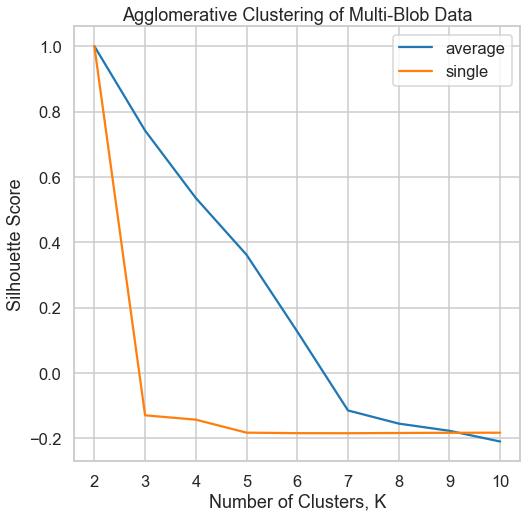 Agglomerative Clustering of Multi-Blob Data
average
single
Silhouette Score
1.0
0.8
0.6
0.4
0.2
0.0
−0.2
2 3 4 5 6 7 8 9 10
Number of Clusters, K